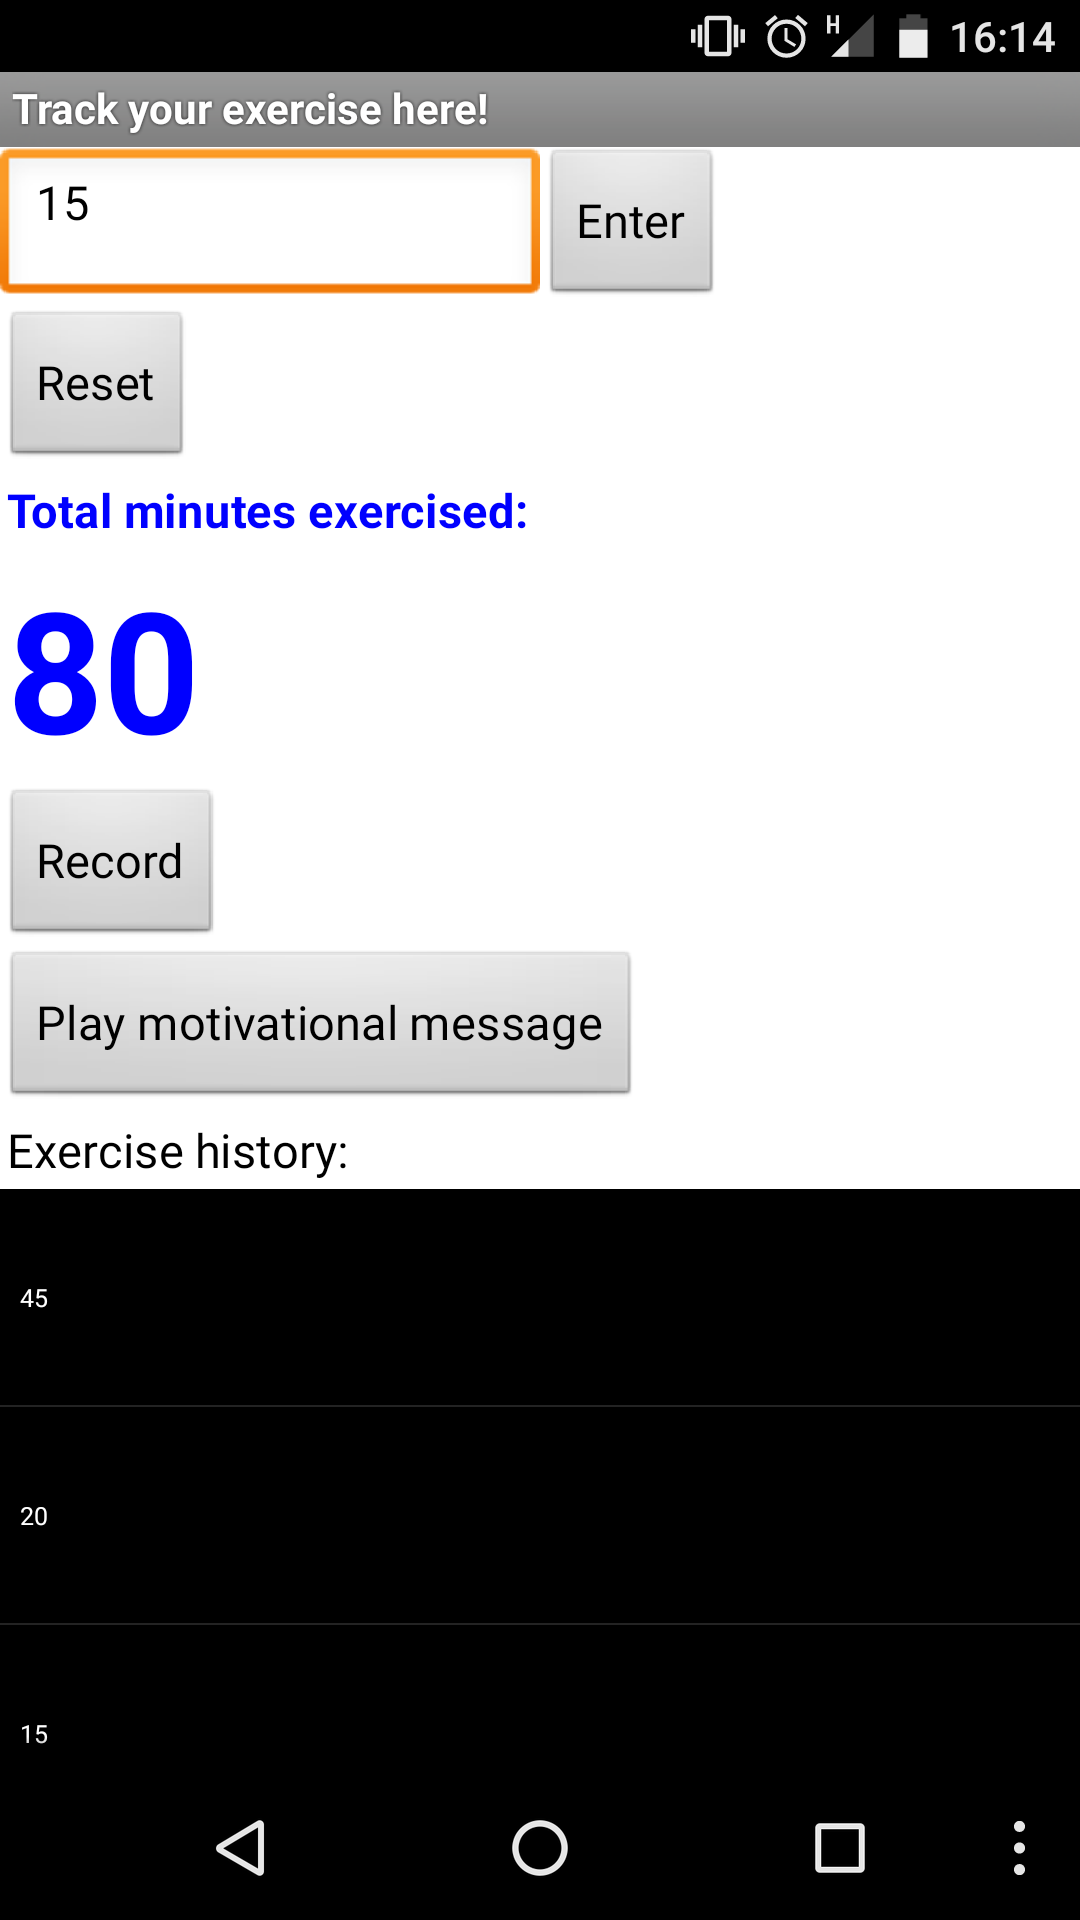 H 16:14
Track your exercise here!
15 Enter
Reset
Total minutes exercised:
80
Record
Play motivational message
Exercise history:
45
20
15